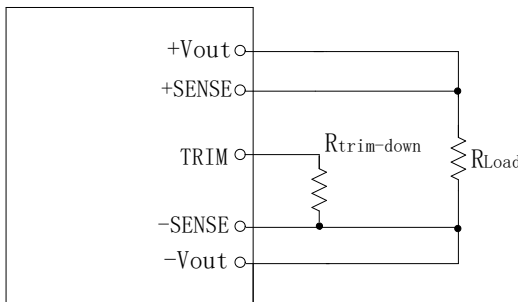 +Vout
+SENSE
TRIM
Rtrim-down
RLoad
-SENSE
-Vout